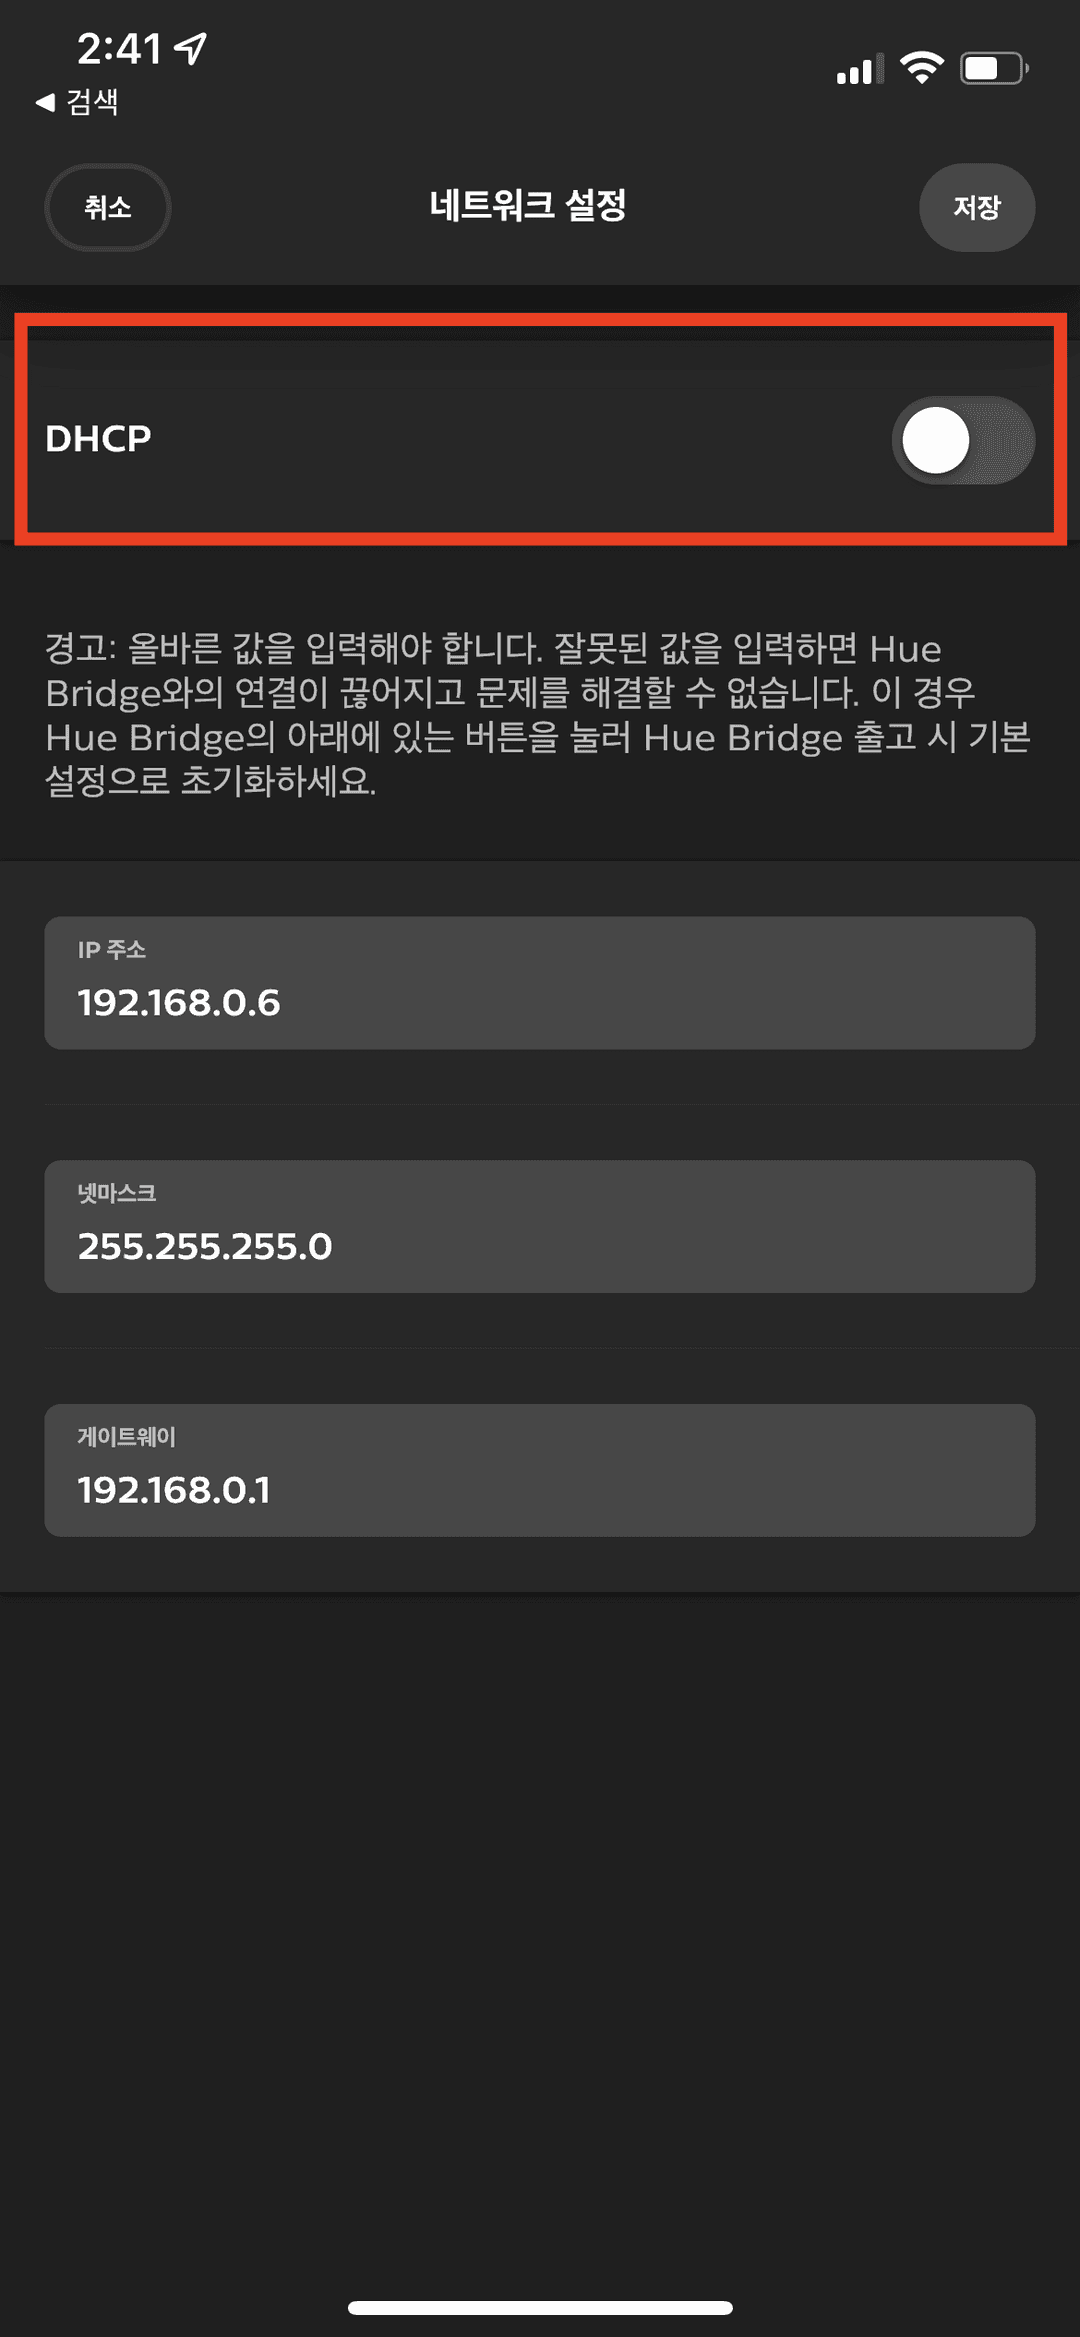 2:41
◀ 검색
취소
네트워크 설정
저장
DHCP
경고: 올바른 값을 입력해야 합니다. 잘못된 값을 입력하면 Hue
Bridge와의 연결이 끊어지고 문제를 해결할 수 없습니다. 이 경우
Hue Bridge의 아래에 있는 버튼을 눌러 Hue Bridge 출고 시 기본
설정으로 초기화하세요.
IP 주소
192.168.0.6
넷마스크
255.255.255.0
게이트웨이
192.168.0.1